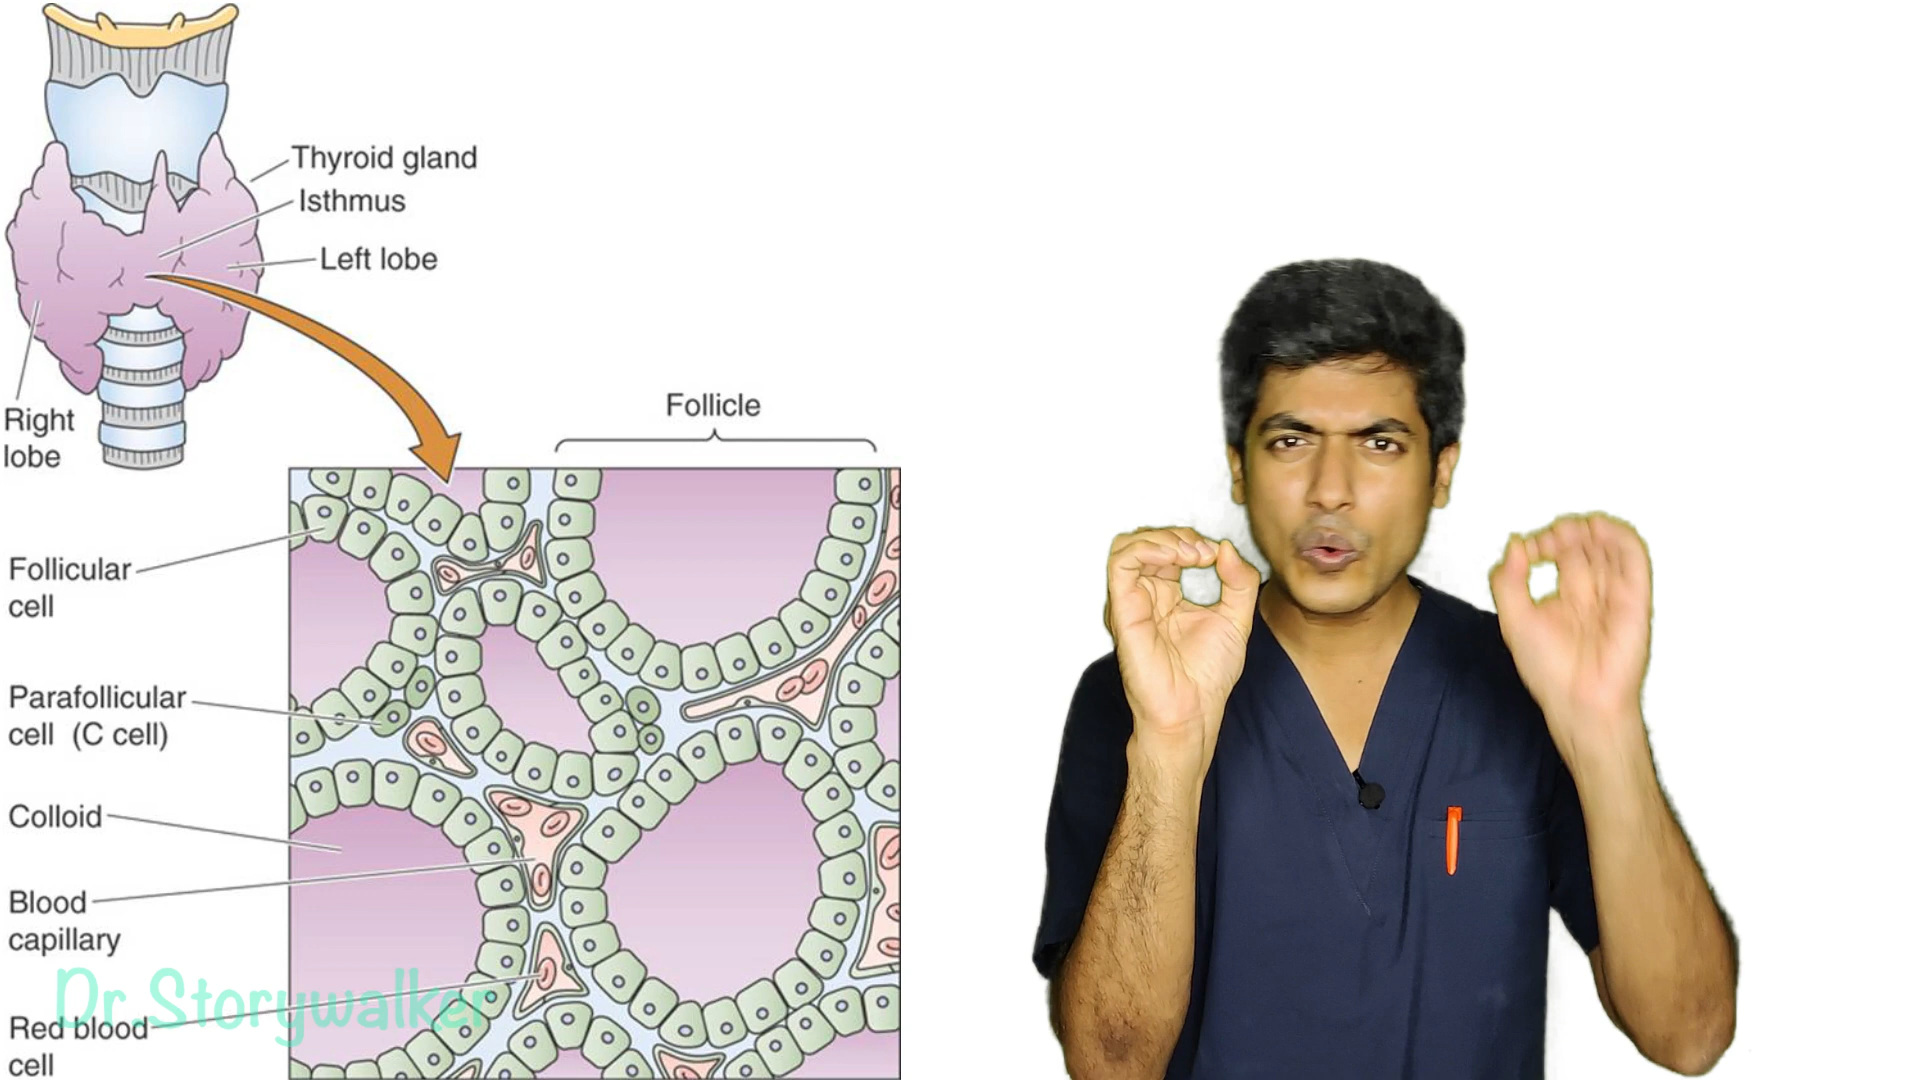 Thyroid gland
Isthmus
Left lobe
Right
lobe
Follicle
Follicular
cell
Parafollicular
cell (C cell)
Colloid
Blood
capillary
Dr.Storywalker
Red blood
cell